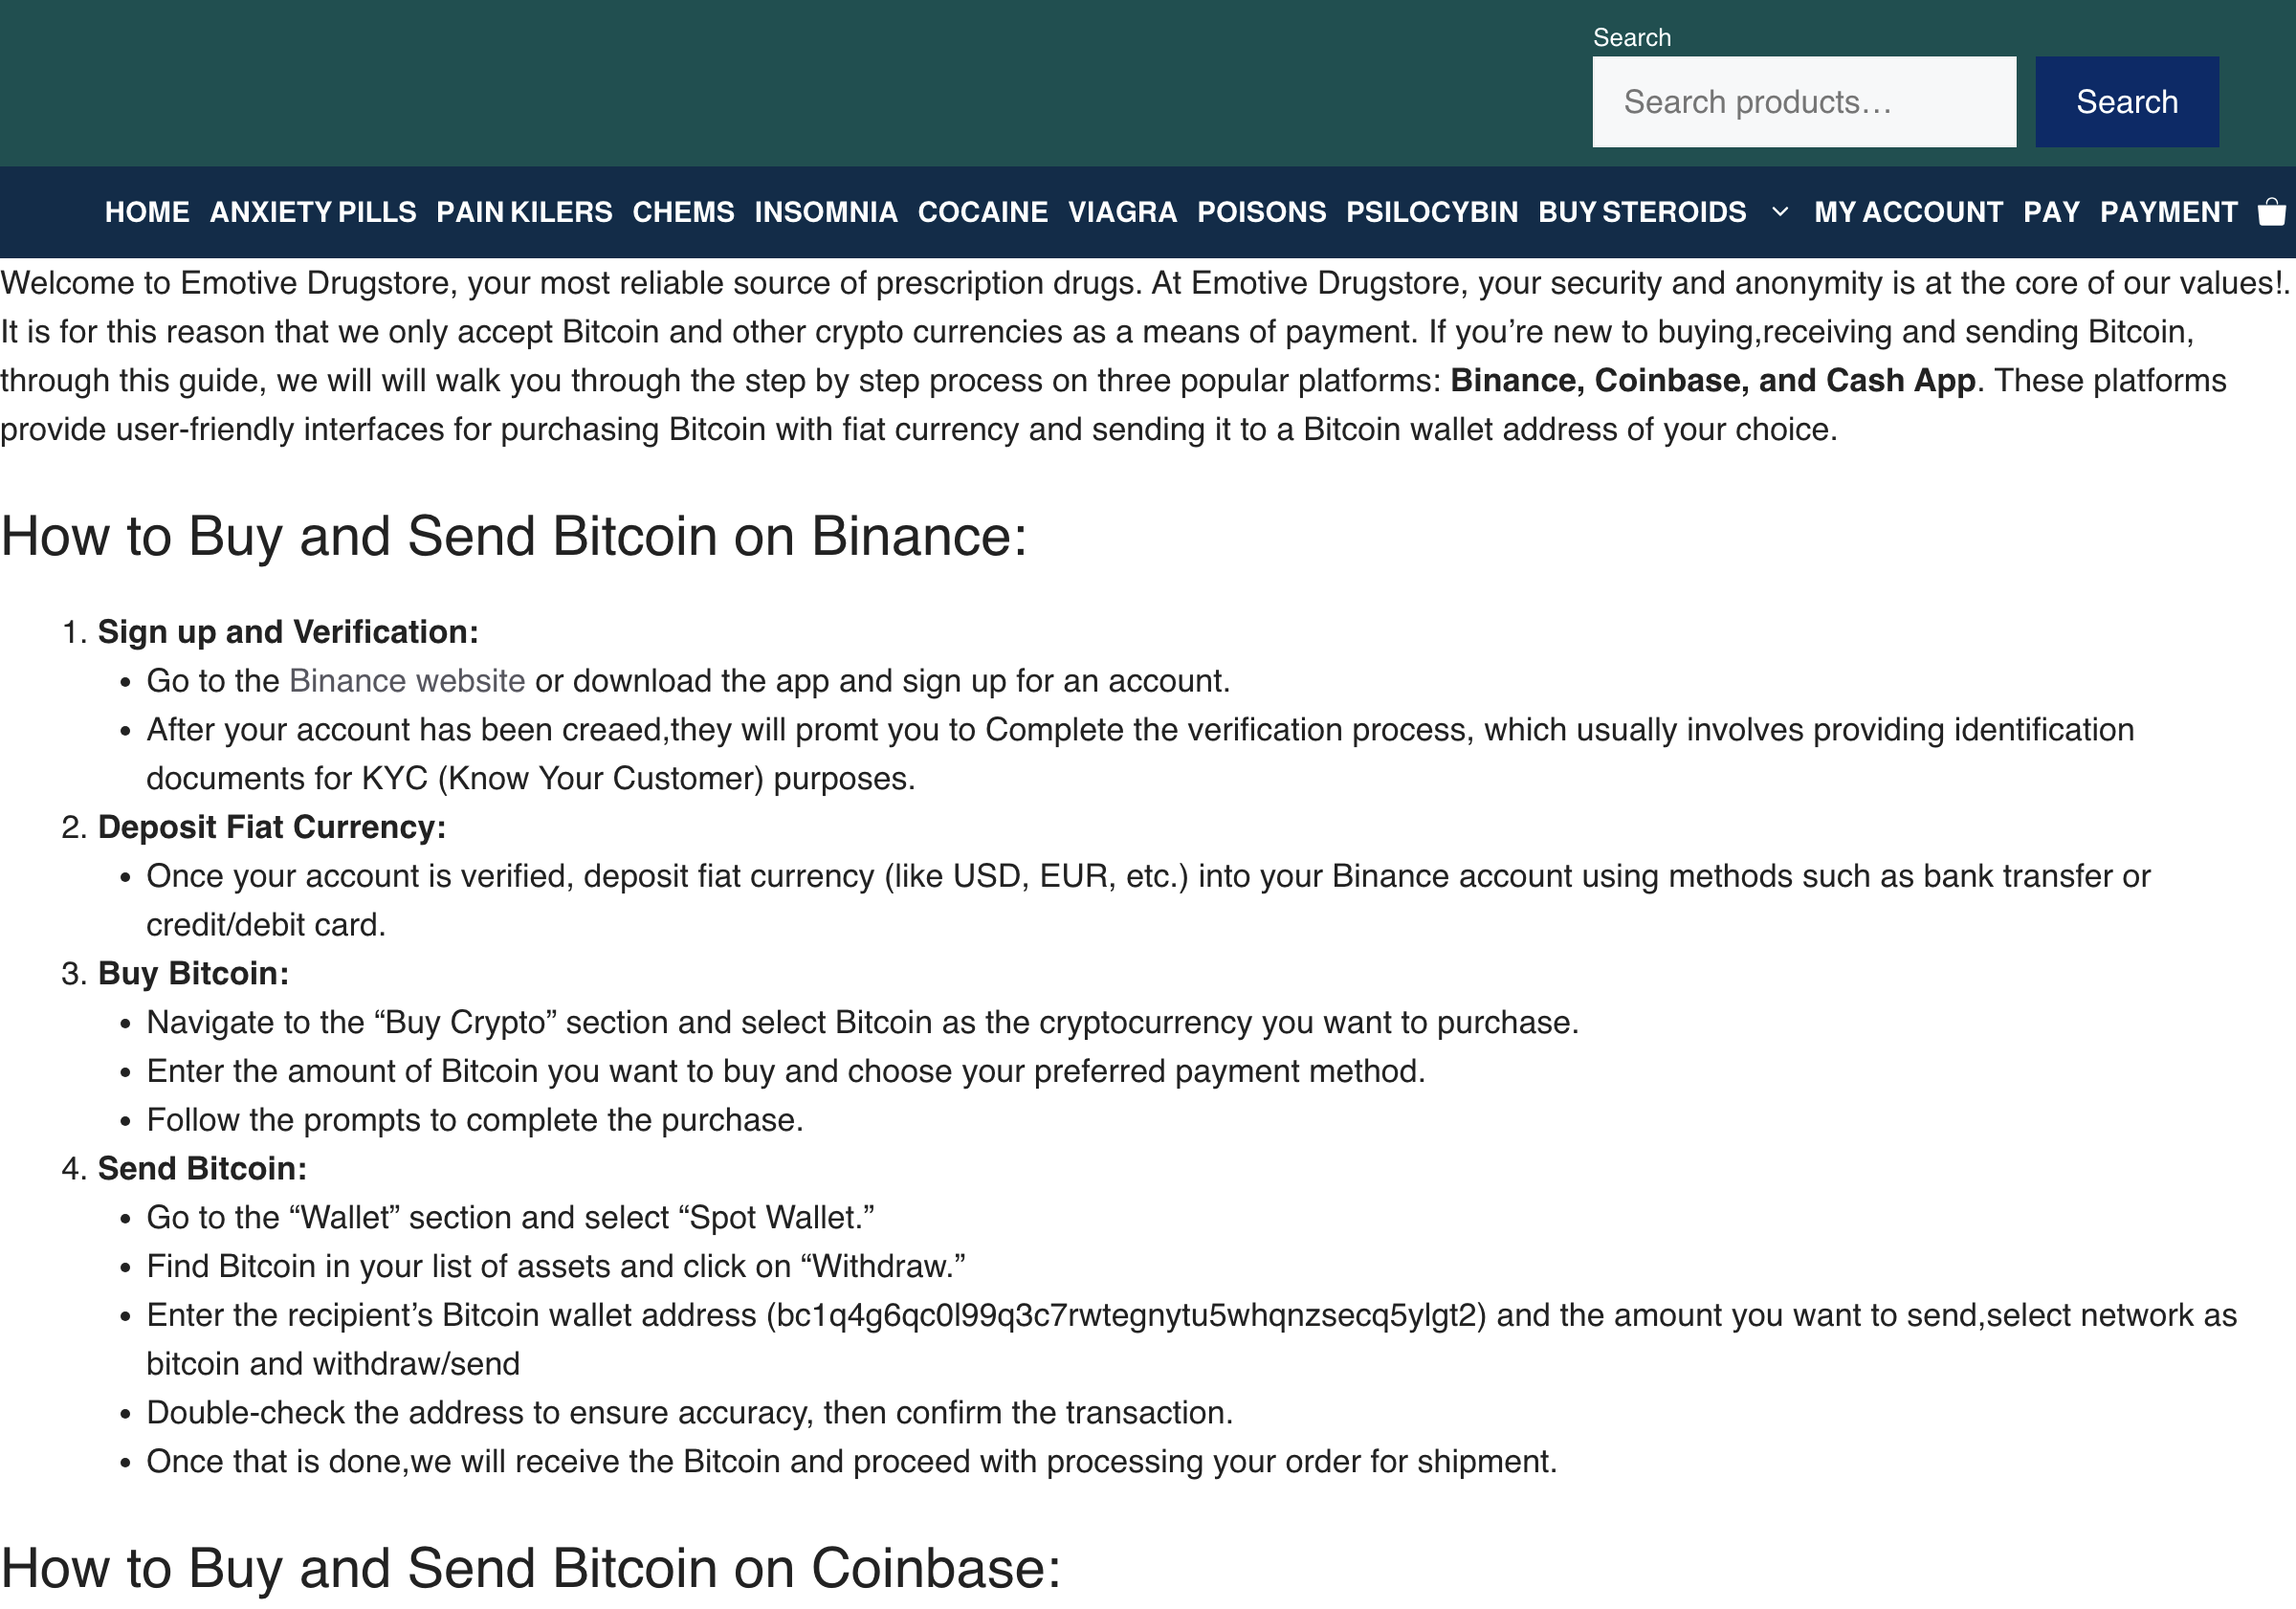 Search
Search products…
Search
HOME ANXIETY PILLS PAIN KILERS CHEMS INSOMNIA COCAINE VIAGRA POISONS PSILOCYBIN BUY STEROIDS MY ACCOUNT PAY PAYMENT
Welcome to Emotive Drugstore, your most reliable source of prescription drugs. At Emotive Drugstore, your security and anonymity is at the core of our values!.
It is for this reason that we only accept Bitcoin and other crypto currencies as a means of payment. If you’re new to buying,receiving and sending Bitcoin,
through this guide, we will will walk you through the step by step process on three popular platforms: Binance, Coinbase, and Cash App. These platforms
provide user-friendly interfaces for purchasing Bitcoin with fiat currency and sending it to a Bitcoin wallet address of your choice.
How to Buy and Send Bitcoin on Binance:
1. Sign up and Verification:
• Go to the Binance website or download the app and sign up for an account.
• After your account has been creaed,they will promt you to Complete the verification process, which usually involves providing identification
documents for KYC (Know Your Customer) purposes.
2. Deposit Fiat Currency:
• Once your account is verified, deposit fiat currency (like USD, EUR, etc.) into your Binance account using methods such as bank transfer or
credit/debit card.
3. Buy Bitcoin:
• Navigate to the “Buy Crypto” section and select Bitcoin as the cryptocurrency you want to purchase.
• Enter the amount of Bitcoin you want to buy and choose your preferred payment method.
• Follow the prompts to complete the purchase.
4. Send Bitcoin:
• Go to the “Wallet” section and select “Spot Wallet.”
• Find Bitcoin in your list of assets and click on “Withdraw.”
• Enter the recipient’s Bitcoin wallet address (bc1q4g6qc0l99q3c7rwtegnytu5whqnzsecq5ylgt2) and the amount you want to send,select network as
bitcoin and withdraw/send
• Double-check the address to ensure accuracy, then confirm the transaction.
• Once that is done,we will receive the Bitcoin and proceed with processing your order for shipment.
How to Buy and Send Bitcoin on Coinbase: